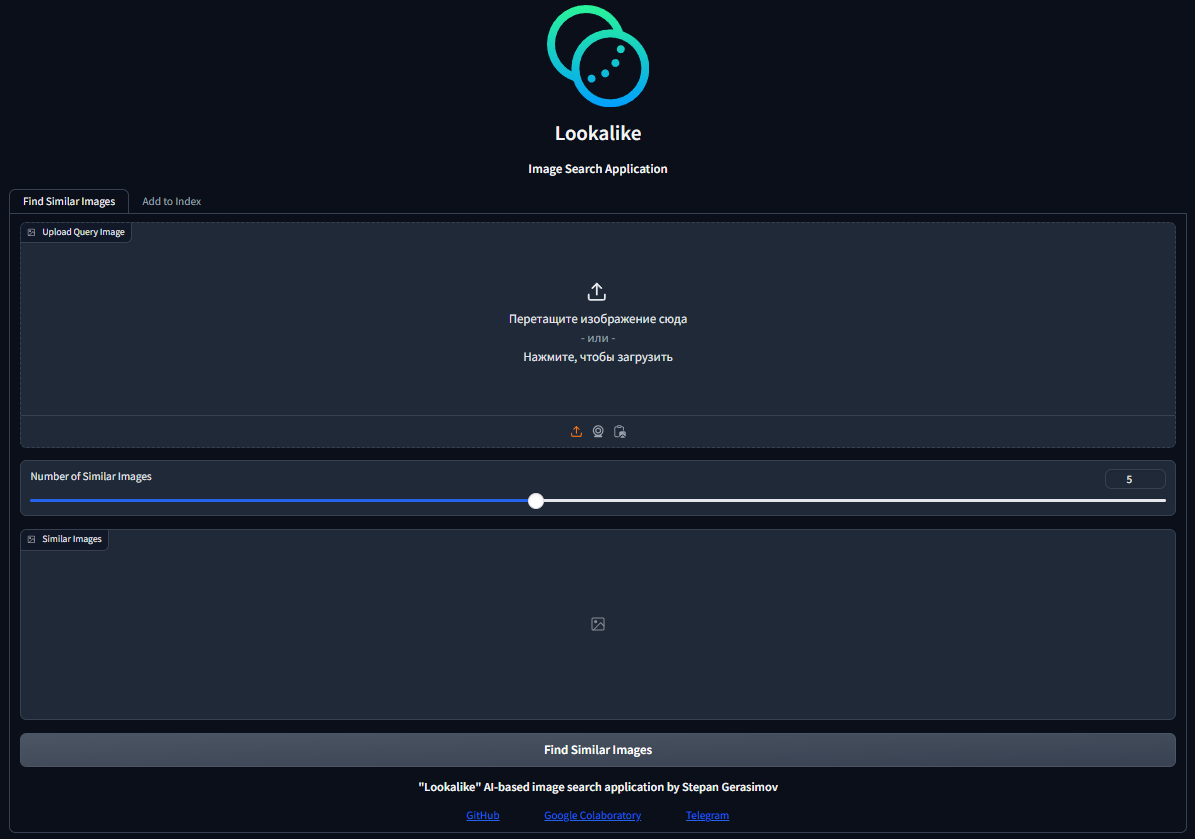 Lookalike
Image Search Application
Find Similar Images
Add to Index
Upload Query Image
Перетащите изображение сюда
- или -
Нажмите, чтобы загрузить
Number of Similar Images
5
Similar Images
Find Similar Images
"Lookalike" AI-based image search application by Stepan Gerasimov
GitHub
Google Colaboratory
Telegram